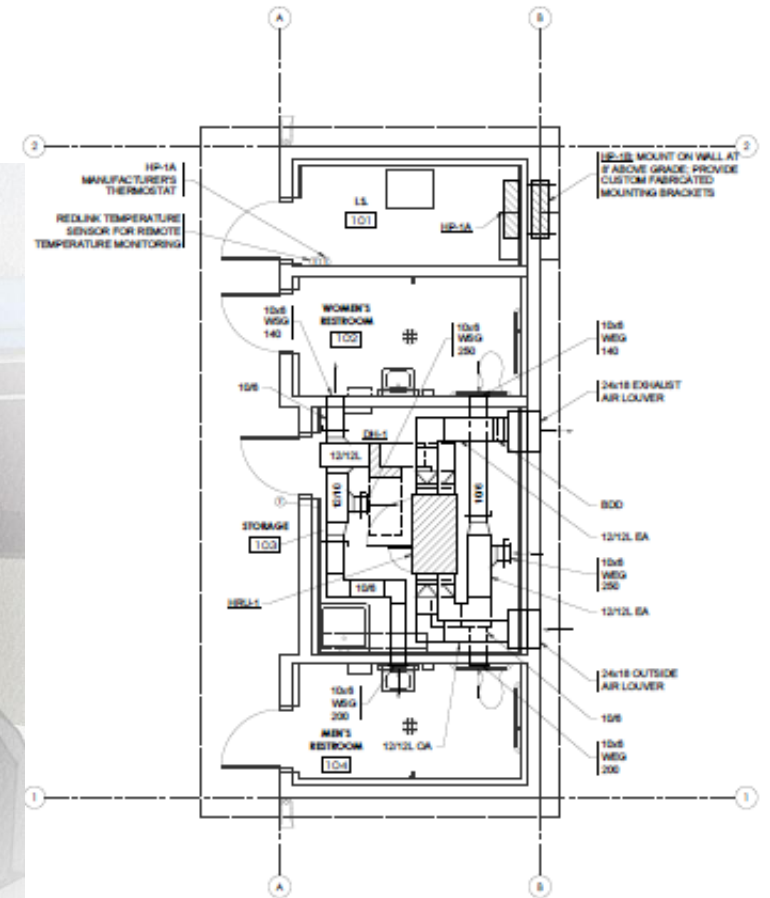 A
B
2
2
HP-1A
MANUFACTURER'S
THERMOSTAT
HP-1B; MOUNT ON WALL AT
8' ABOVE GRADE; PROVIDE
CUSTOM FABRICATED
MOUNTING BRACKETS
I.S.
101
HP-1A
REDLINK TEMPERATURE
SENSOR FOR REMOTE
TEMPERATURE MONITORING
WOMEN'S
RESTROOM
102
10x6
WSG
140
10x6
WSG
250
10x6
WEG
140
10/6
24x18 EXHAUST
AIR LOUVER
DH-1
12/12L
10/6
BDD
STORAGE
103
12/12L EA
10x6
WEG
250
HRU-1
10/6
12/12L EA
24x18 OUTSIDE
AIR LOUVER
10x6
WSG
200
10/6
MEN'S
RESTROOM
104
12/12L OA
10x6
WEG
200
1
1
A
B